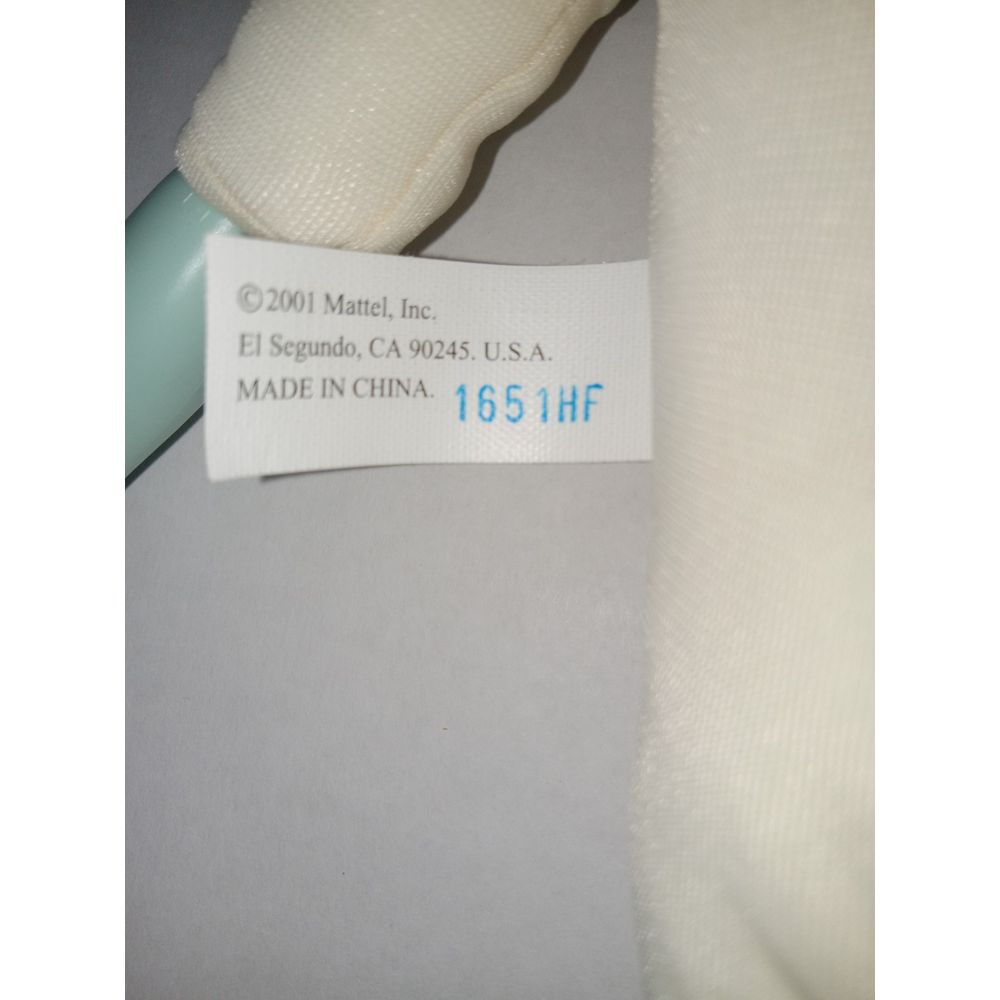 ©2001 Mattel, Inc.
El Segundo, CA 90245. U.S.A.
MADE IN CHINA. 1651HF